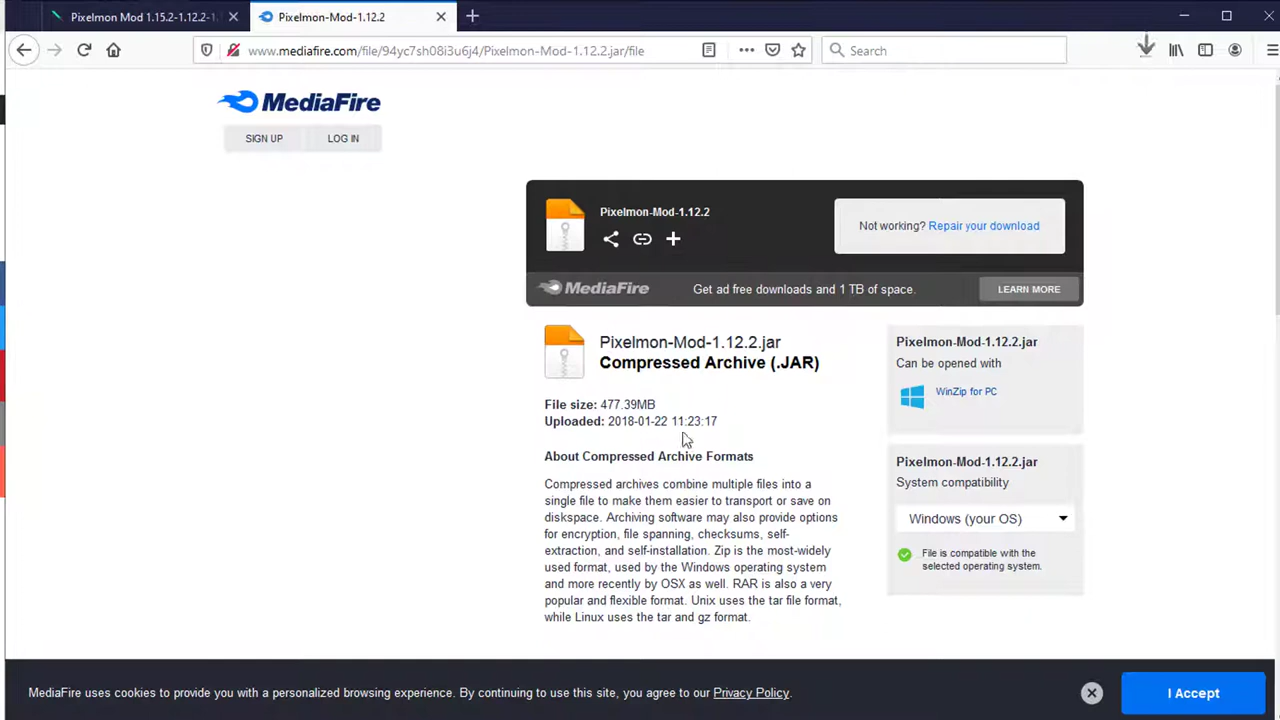 Pixelmon Mod 1.15.2-1.12.2-1.
Pixelmon-Mod-1.12.2
www.mediafire.com/file/94yc7sh08i3u6j4/Pixelmon-Mod-1.12.2.jar/file
Search
MediaFire
SIGN UP
LOG IN
Pixelmon-Mod-1.12.2
Not working? Repair your download
MediaFire
Get ad free downloads and 1 TB of space.
LEARN MORE
Pixelmon-Mod-1.12.2.jar
Compressed Archive (.JAR)
File size: 477.39MB
Uploaded: 2018-01-22 11:23:17
About Compressed Archive Formats
Compressed archives combine multiple files into a
single file to make them easier to transport or save on
diskspace. Archiving software may also provide options
for encryption, file spanning, checksums, self-
extraction, and self-installation. Zip is the most-widely
used format, used by the Windows operating system
and more recently by OSX as well. RAR is also a very
popular and flexible format. Unix uses the tar file format,
while Linux uses the tar and gz format.
Pixelmon-Mod-1.12.2.jar
Can be opened with
WinZip for PC
Pixelmon-Mod-1.12.2.jar
System compatibility
Windows (your OS)
File is compatible with the
selected operating system.
MediaFire uses cookies to provide you with a personalized browsing experience. By continuing to use this site, you agree to our Privacy Policy.
I Accept